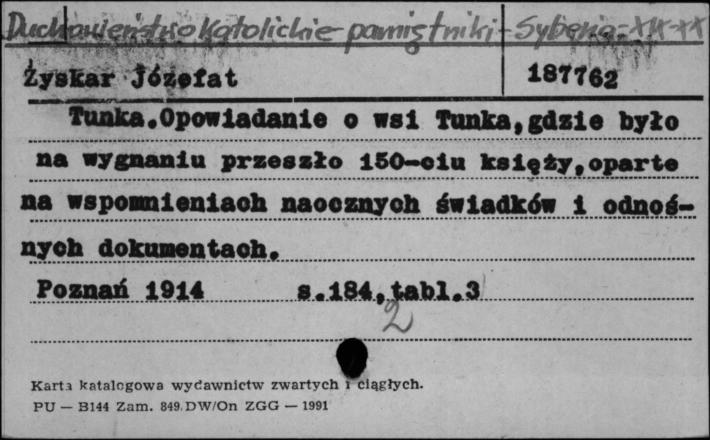 Duchowieństwo Katolickie - pamiętniki - Syberia - XIX-XX
Żyskar Józefat 187762
Tunka.Opowiadanie o wsi Tunka,gdzie było
na wygnaniu przeszło 150-ciu księży,oparte
na wspomnieniach naocznych świadków i odnoś-
nych dokumentach.
Poznań 1914 s.184,tabl.3
2
Karta katalogowa wydawnictw zwartych i ciągłych.
PU — B144 Zam. 849. DW/On ZGG — 1991